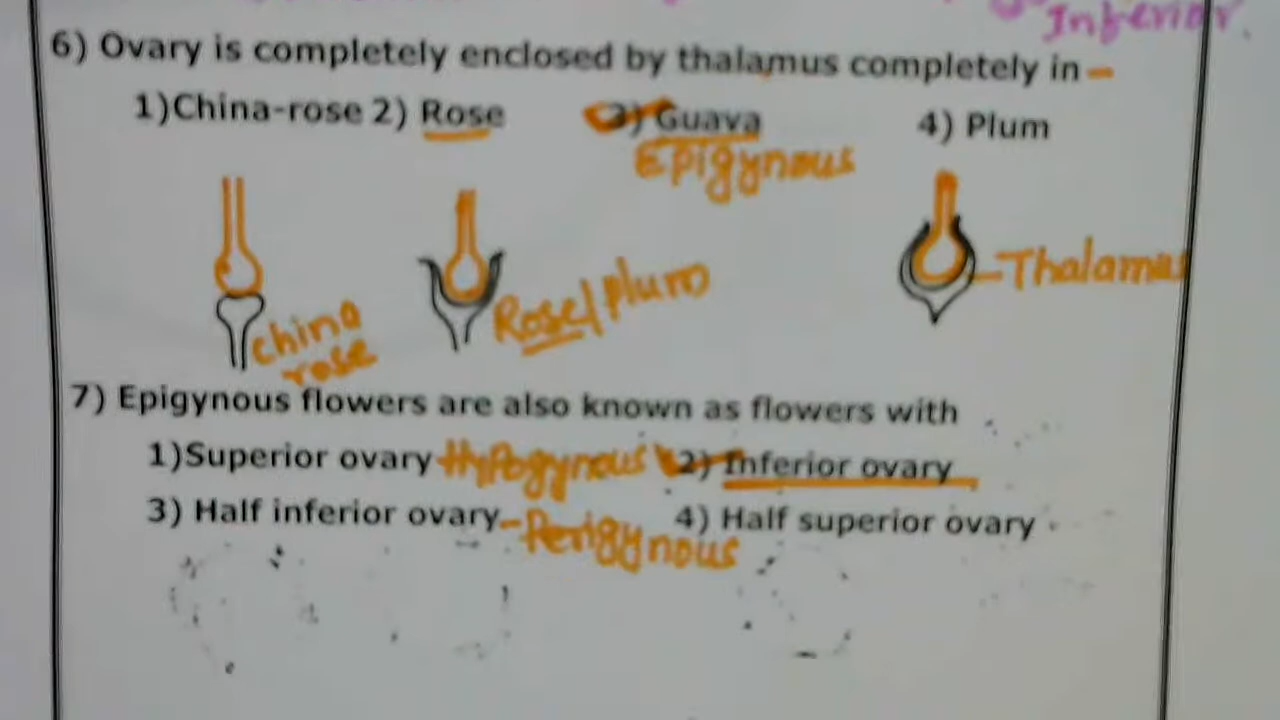 Inferior.
6) Ovary is completely enclosed by thalamus completely in –
1)China-rose 2) Rose 3) Guava 4) Plum
Epigynous
china rose
Rose/plum
Thalamus
7) Epigynous flowers are also known as flowers with
1)Superior ovary Hypogynous 2) Inferior ovary
3) Half inferior ovary – Perigynous 4) Half superior ovary